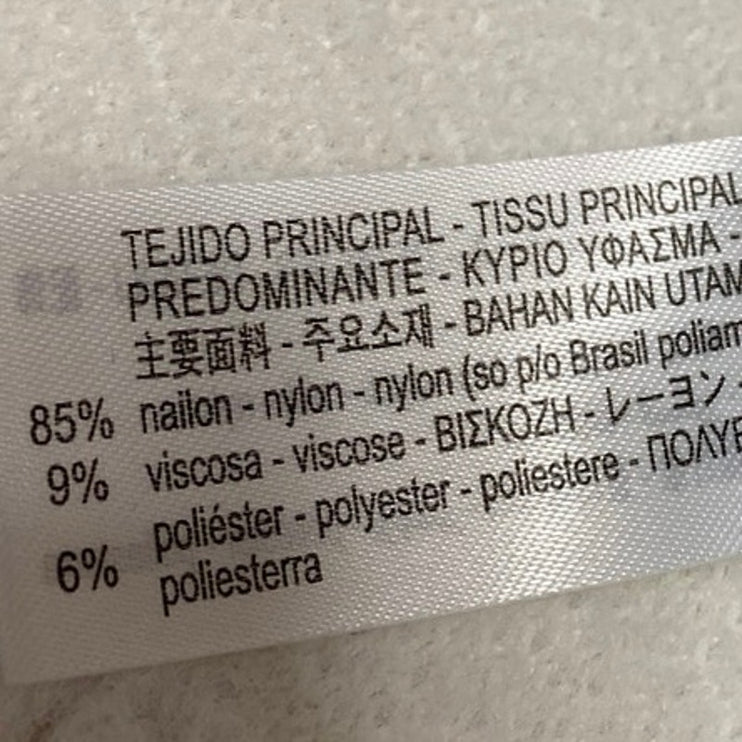 TEJIDO PRINCIPAL - TISSU PRINCIPAL
PREDOMINANTE - ΚΥΡΙΟ ΥΦΑΣΜΑ -
主要面料 - 주요소재 - BAHAN KAIN UTAM
85% nailon - nylon - nylon (so p/o Brasil poliam
9% viscosa - viscose - ΒΙΣΚΟΖΗ - レーヨン -
6% poliéster - polyester - poliestere - ΠΟΛΥΕ
poliesterra